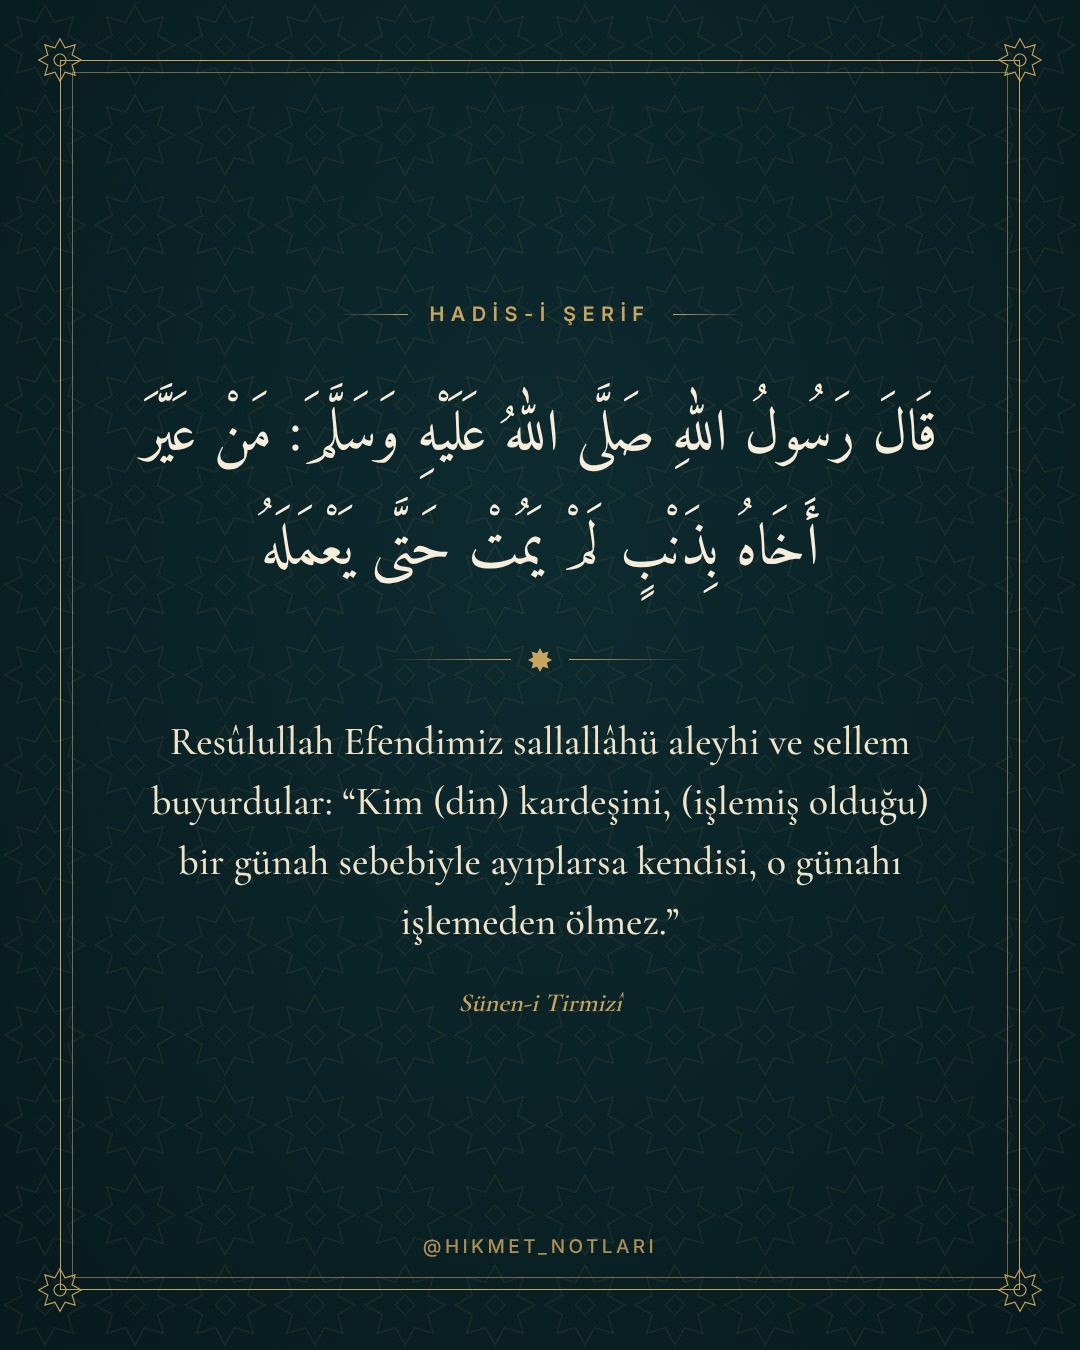 HADİS-İ ŞERİF
قَالَ رَسُولُ اللّٰهِ صَلَّى اللّٰهُ عَلَيْهِ وَسَلَّمَ: مَنْ عَيَّرَ
أَخَاهُ بِذَنْبٍ لَمْ يَمُتْ حَتَّى يَعْمَلَهُ
Resûlullah Efendimiz sallallâhü aleyhi ve sellem
buyurdular: “Kim (din) kardeşini, (işlemiş olduğu)
bir günah sebebiyle ayıplarsa kendisi, o günahı
işlemeden ölmez.”
Sünen-i Tirmizî
@HIKMET_NOTLARI